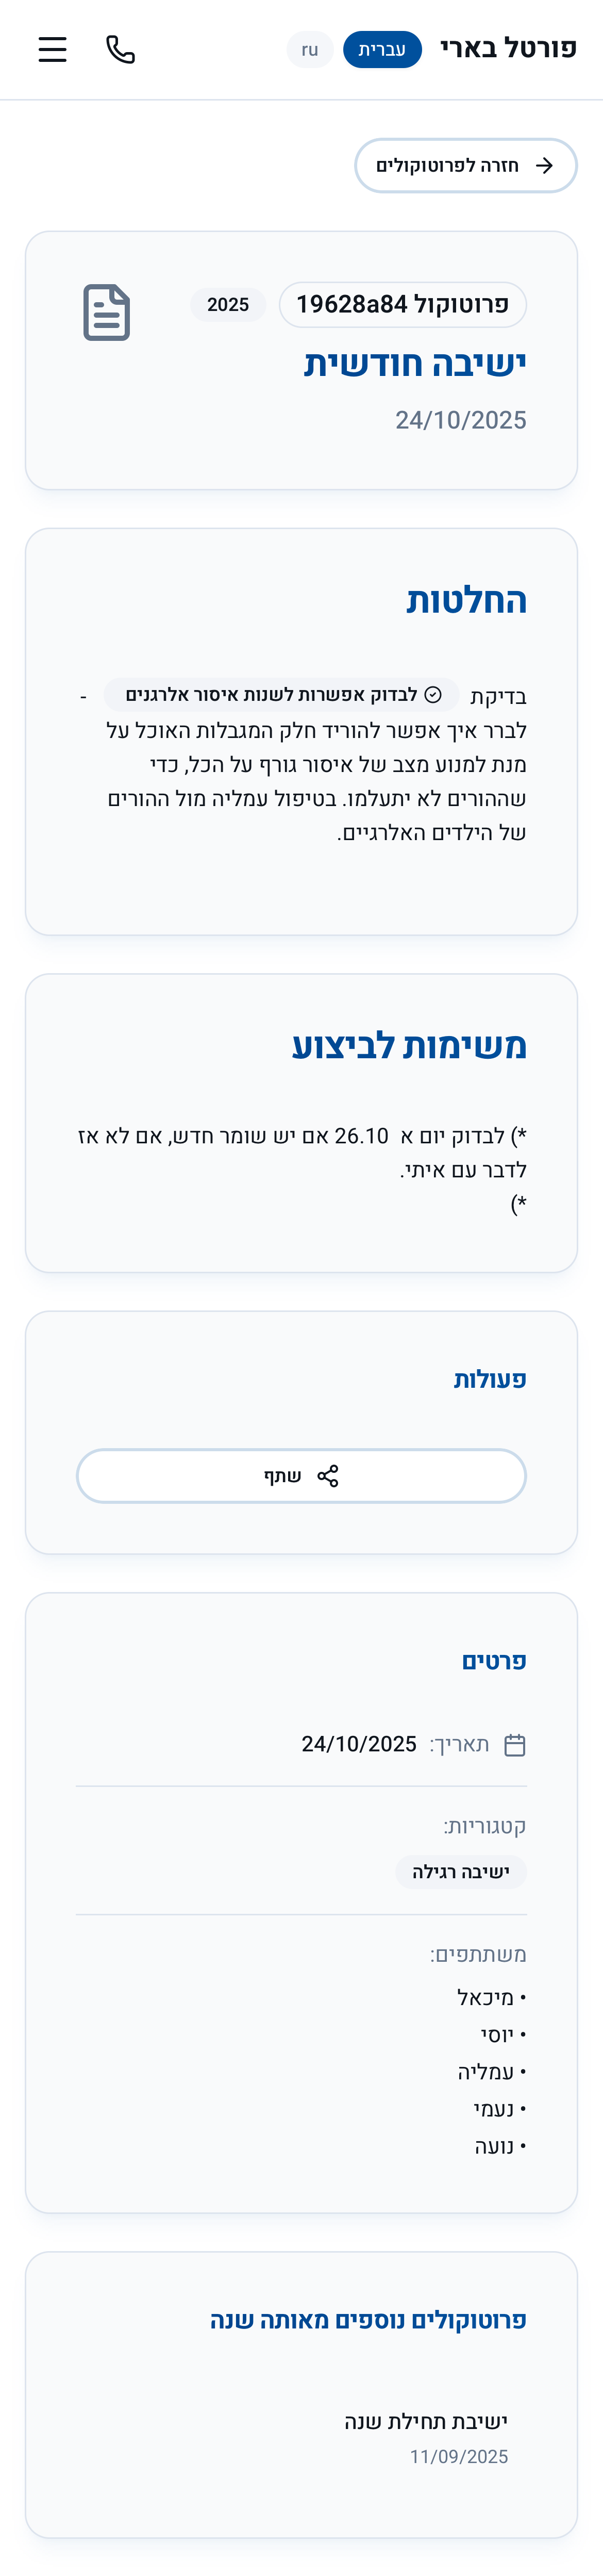 פורטל בארי עברית ru
חזרה לפרוטוקולים
פרוטוקול 19628a84 2025
ישיבה חודשית
24/10/2025
החלטות
בדיקת לבדוק אפשרות לשנות איסור אלרגנים -
לברר איך אפשר להוריד חלק המגבלות האוכל על
מנת למנוע מצב של איסור גורף על הכל, כדי
שההורים לא יתעלמו. בטיפול עמליה מול ההורים
של הילדים האלרגיים.
משימות לביצוע
*) לבדוק יום א 26.10 אם יש שומר חדש, אם לא אז
לדבר עם איתי.
*)
פעולות
שתף
פרטים
תאריך: 24/10/2025
קטגוריות:
ישיבה רגילה
משתתפים:
• מיכאל
• יוסי
• עמליה
• נעמי
• נועה
פרוטוקולים נוספים מאותה שנה
ישיבת תחילת שנה
11/09/2025